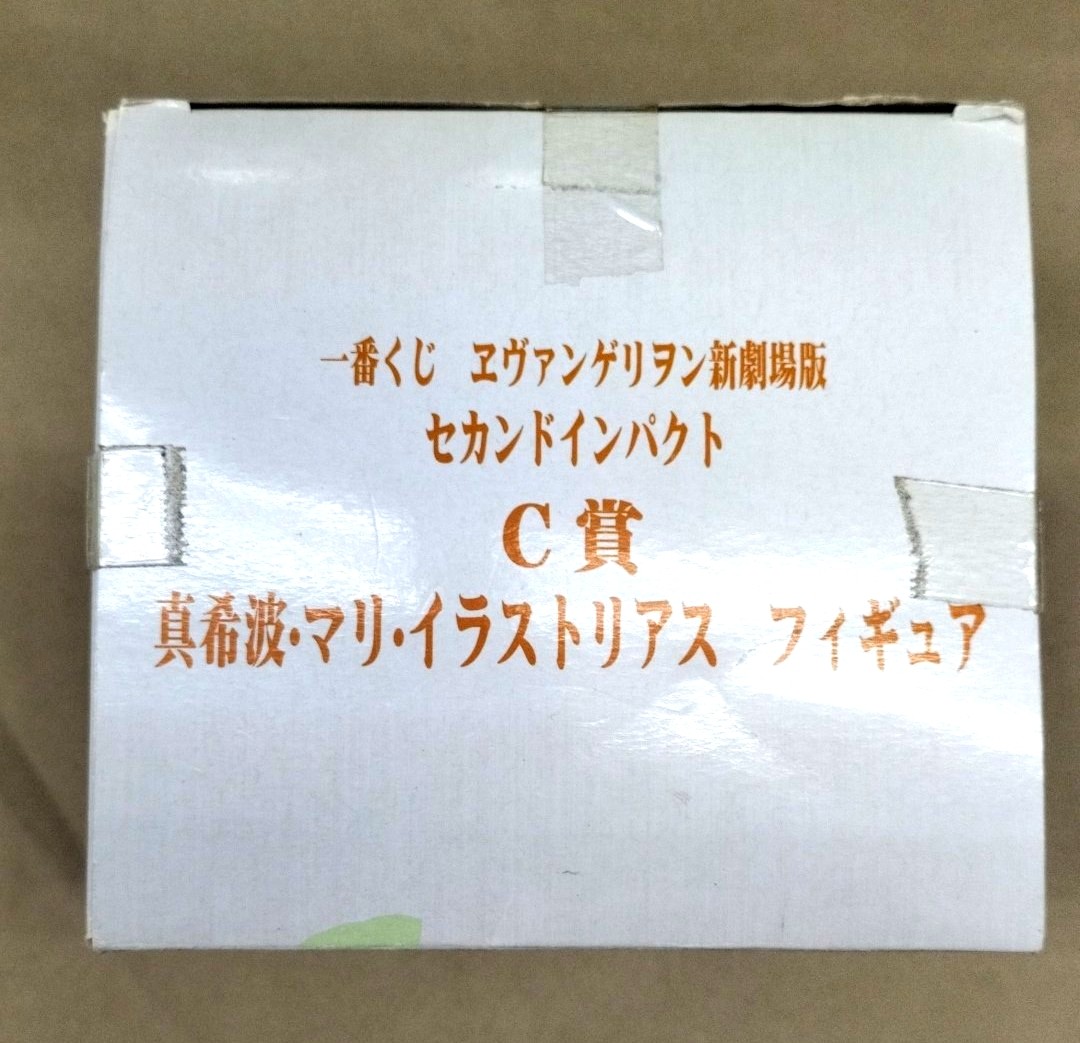 一番くじ　ヱヴァンゲリヲン新劇場版
セカンドインパクト
C賞
真希波・マリ・イラストリアス　フィギュア